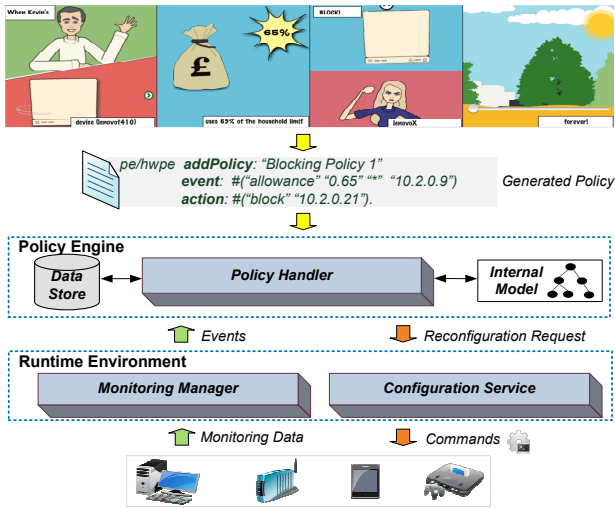 When Kevin's
device (lenovof410)
£
65%
uses 65% of the household limit
BLOCK!
lenovoX
forever!
pe/hwpe addPolicy: “Blocking Policy 1”
event: #(“allowance” “0.65” “*” “10.2.0.9”)
action: #(“block” “10.2.0.21”).
Generated Policy
Policy Engine
Data Store
Policy Handler
Internal Model
Events
Reconfiguration Request
Runtime Environment
Monitoring Manager
Configuration Service
Monitoring Data
Commands